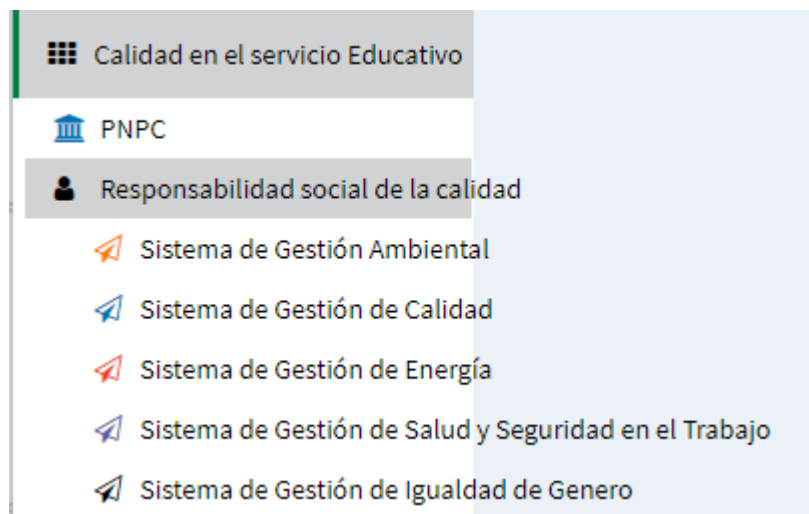 Calidad en el servicio Educativo
PNPC
Responsabilidad social de la calidad
Sistema de Gestión Ambiental
Sistema de Gestión de Calidad
Sistema de Gestión de Energía
Sistema de Gestión de Salud y Seguridad en el Trabajo
Sistema de Gestión de Igualdad de Genero